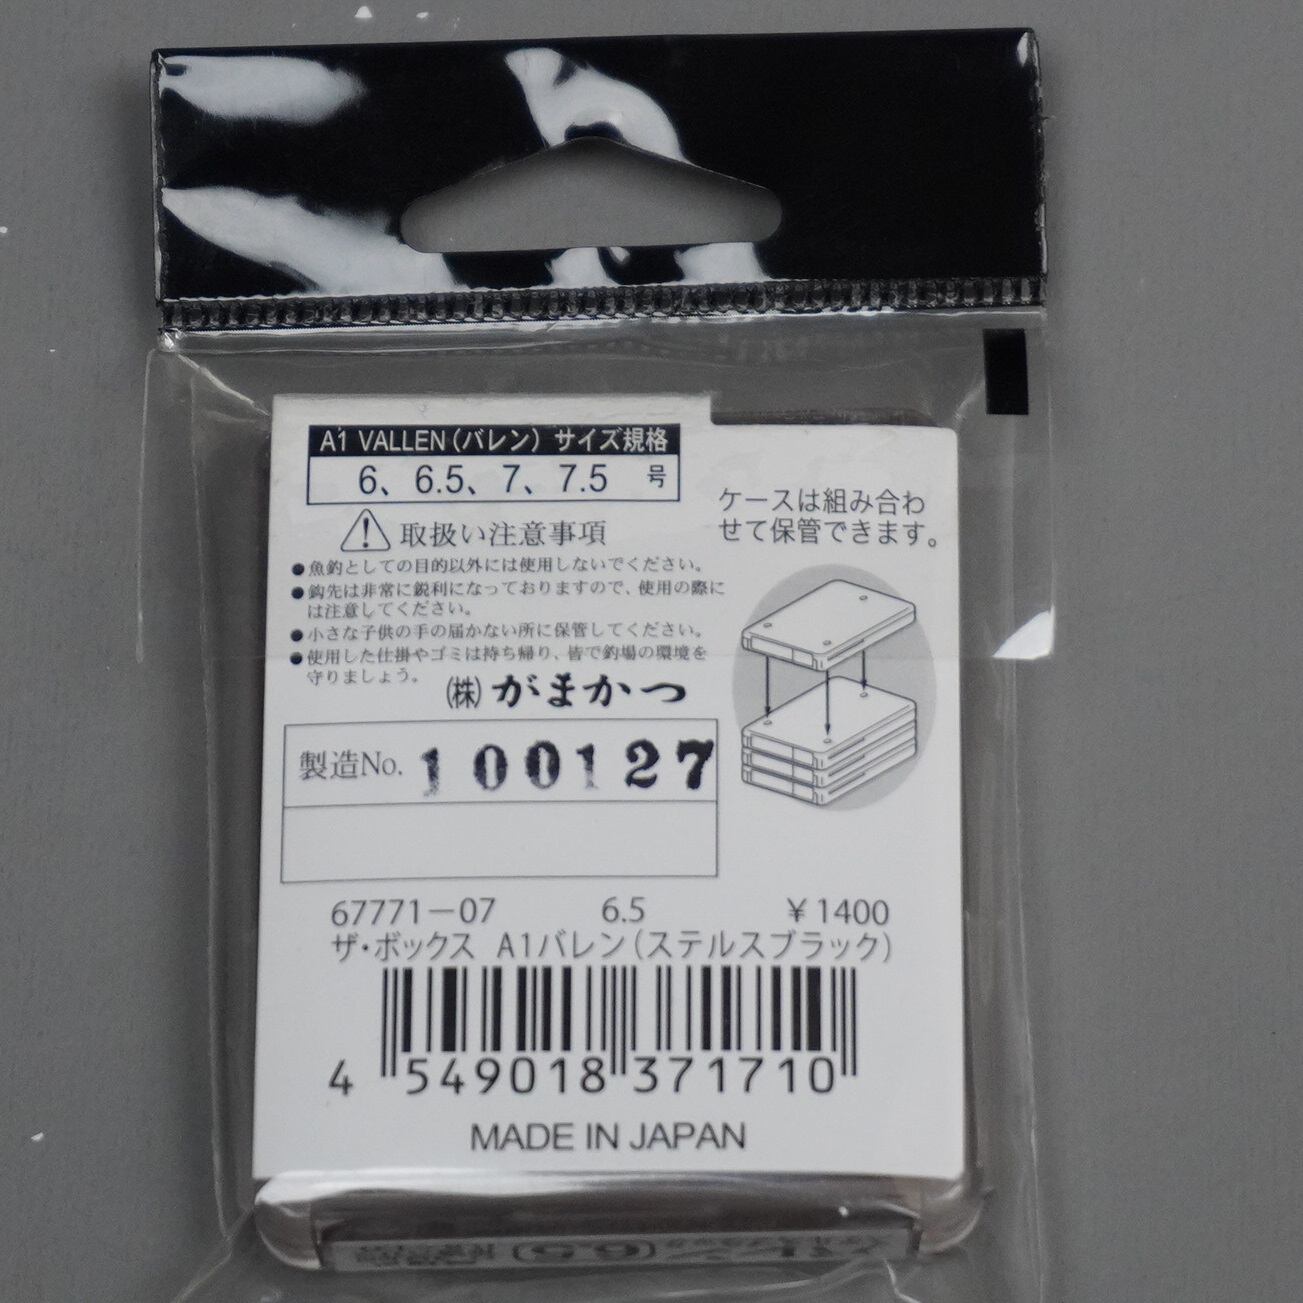 A1 VALLEN(バレン) サイズ規格
6、6.5、7、7.5 号
取扱い注意事項
●魚釣としての目的以外には使用しないでください。
●鈎先は非常に鋭利になっておりますので、使用の際に
は注意してください。
●小さな子供の手の届かない所に保管してください。
●使用した仕掛やゴミは持ち帰り、皆で釣場の環境を
守りましょう。
㈱がまかつ
ケースは組み合わ
せて保管できます。
製造No. 100127
67771-07 6.5 ¥1400
ザ・ボックス A1バレン(ステルスブラック)
4 549018 371710
MADE IN JAPAN
バレン(6.5)